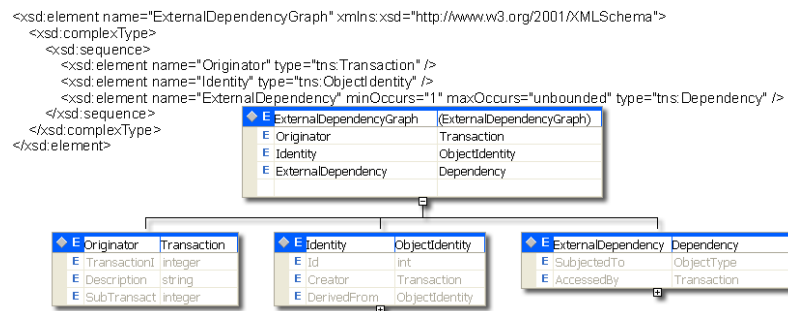 <xsd:element name="ExternalDependencyGraph" xmlns:xsd="http://www.w3.org/2001/XMLSchema">
<xsd:complexType>
<xsd:sequence>
<xsd:element name="Originator" type="tns:Transaction" />
<xsd:element name="Identity" type="tns:ObjectIdentity" />
<xsd:element name="ExternalDependency" minOccurs="1" maxOccurs="unbounded" type="tns:Dependency" />
</xsd:sequence>
</xsd:complexType>
</xsd:element>
E ExternalDependencyGraph (ExternalDependencyGraph)
E Originator Transaction
E Identity ObjectIdentity
E ExternalDependency Dependency
E Originator Transaction
E TransactionI integer
E Description string
E SubTransact integer
E Identity ObjectIdentity
E Id int
E Creator Transaction
E DerivedFrom ObjectIdentity
E ExternalDependency Dependency
E SubjectedTo ObjectType
E AccessedBy Transaction